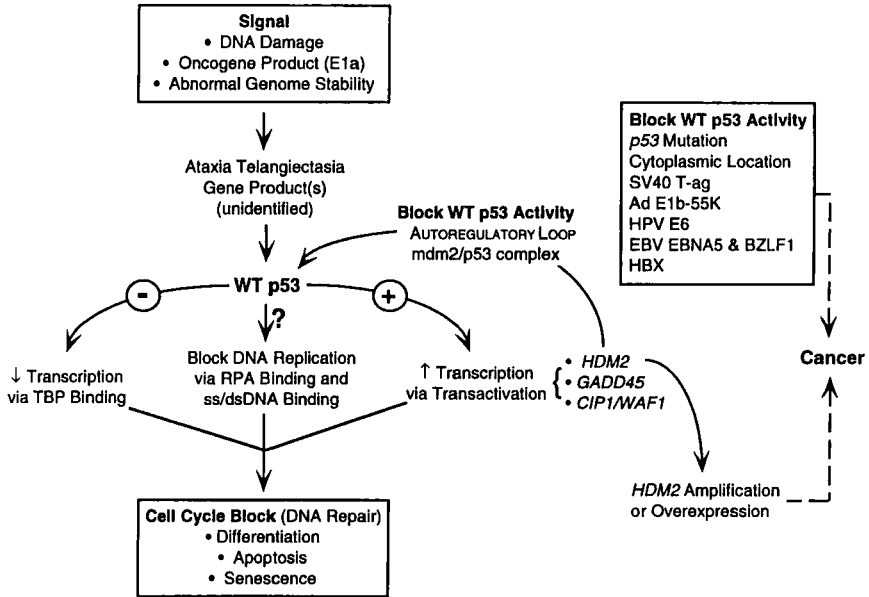 Signal
• DNA Damage
• Oncogene Product (E1a)
• Abnormal Genome Stability
Ataxia Telangiectasia
Gene Product(s)
(unidentified)
Block WT p53 Activity
AUTOREGULATORY LOOP
mdm2/p53 complex
Block WT p53 Activity
p53 Mutation
Cytoplasmic Location
SV40 T-ag
Ad E1b-55K
HPV E6
EBV EBNA5 & BZLF1
HBX
-
WT p53
+
?
↓ Transcription
via TBP Binding
Block DNA Replication
via RPA Binding and
ss/dsDNA Binding
↑ Transcription
via Transactivation
{
• HDM2
• GADD45
• CIP1/WAF1
Cancer
HDM2 Amplification
or Overexpression
Cell Cycle Block (DNA Repair)
• Differentiation
• Apoptosis
• Senescence